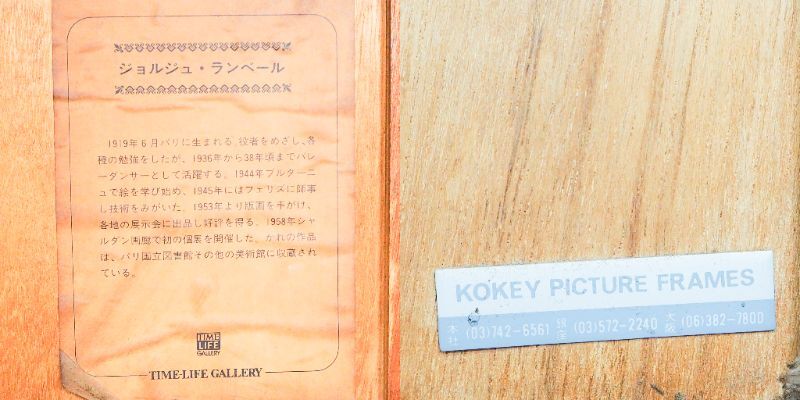 ジョルジュ・ランベール
1919年6月パリに生まれる。役者をめざし、各
種の勉強をしたが、1936年から38年頃までバレ
ーダンサーとして活躍する。1944年ブルターニ
ュで絵を学び始め、1945年にはフェリスに師事
し技術をみがいた。1953年より版画を手がけ、
各地の展示会に出品し好評を得る。1958年シャ
ルダン画廊で初の個展を開催した。かれの作品
は、パリ国立図書館その他の美術館に収蔵され
ている。
TIME
LIFE
GALLERY
TIME-LIFE GALLERY
KOKEY PICTURE FRAMES
本社 (03)742-6561 銀座 (03)572-2240 大阪 (06)382-7800